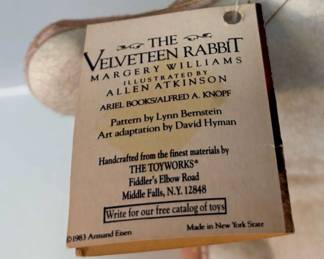 THE
VELVETEEN RABBIT
MARGERY WILLIAMS
ILLUSTRATED BY
ALLEN ATKINSON
ARIEL BOOKS/ALFRED A. KNOPF
Pattern by Lynn Bernstein
Art adaptation by David Hyman
Handcrafted from the finest materials by
THE TOYWORKS®
Fiddler's Elbow Road
Middle Falls, N.Y. 12848
Write for our free catalog of toys
©1983 Armand Eisen
Made in New York State